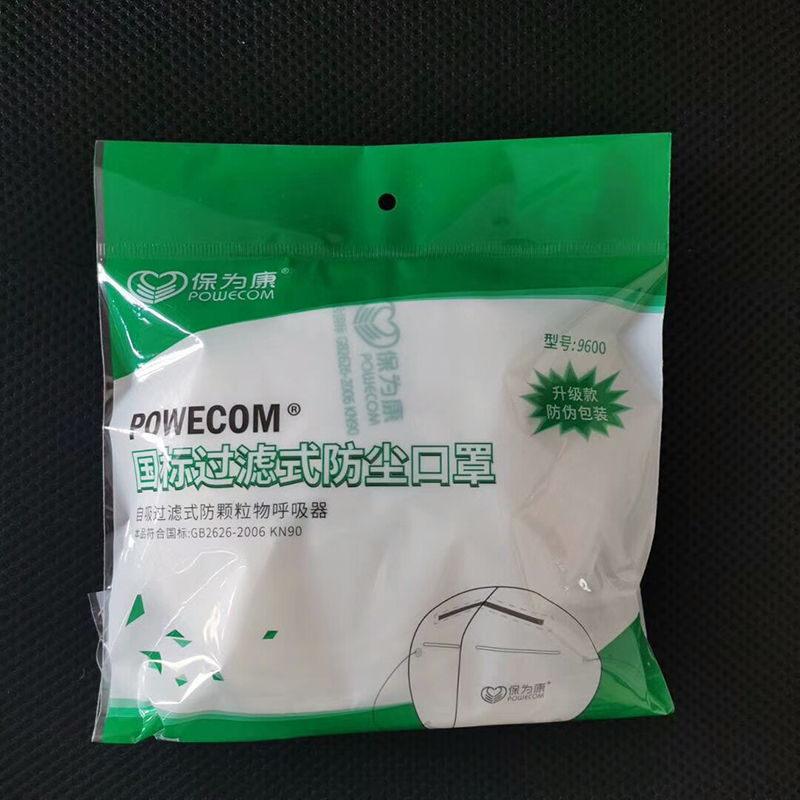 保为康®
POWECOM
保为康
POWECOM
GB2626-2006 KN90
型号:9600
升级款
防伪包装
POWECOM®
国标过滤式防尘口罩
自吸过滤式防颗粒物呼吸器
本品符合国标:GB2626-2006 KN90
保为康®
POWECOM